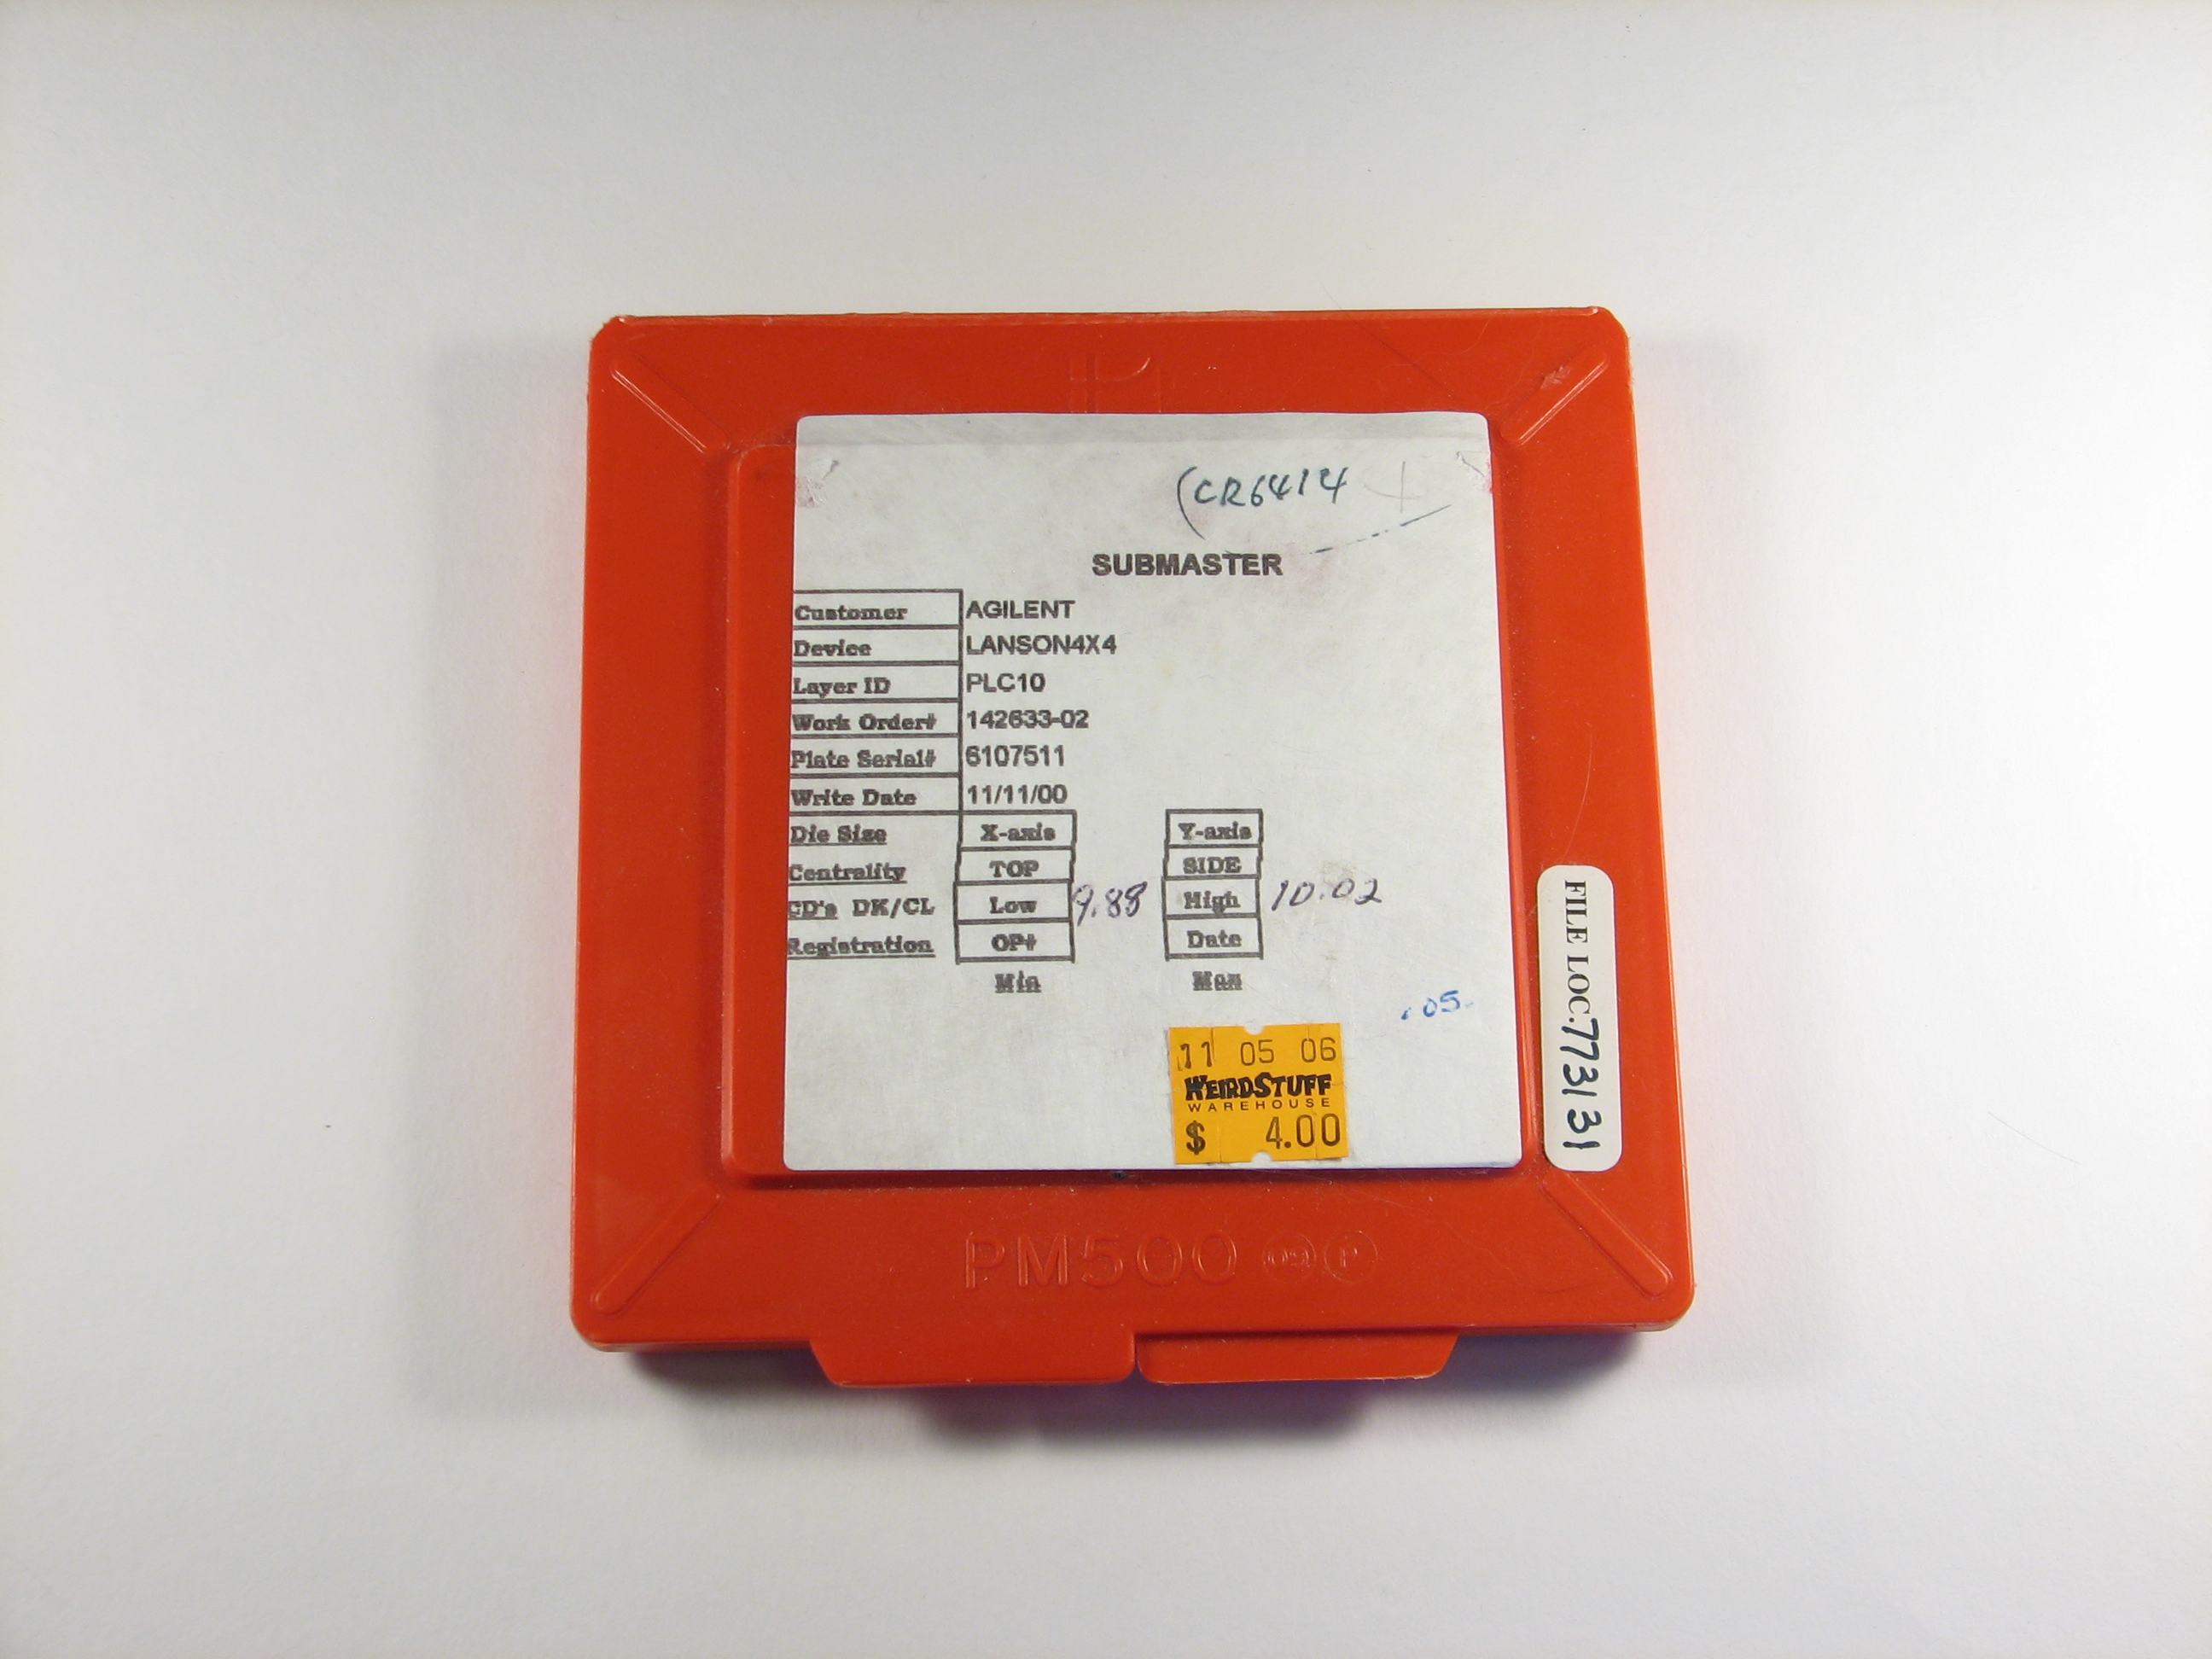 (CR6414
SUBMASTER
Customer AGILENT
Device LANSON4X4
Layer ID PLC10
Work Order# 142633-02
Plate Serial# 6107511
Write Date 11/11/00
Die Size X-axis Y-axis
Centrality TOP SIDE
CD's DK/CL Low 9.88 High 10.02
Registration OP# Date
Min Max
.05
11 05 06
WEIRDSTUFF
WAREHOUSE
$ 4.00
FILE LOC:773131
PM500